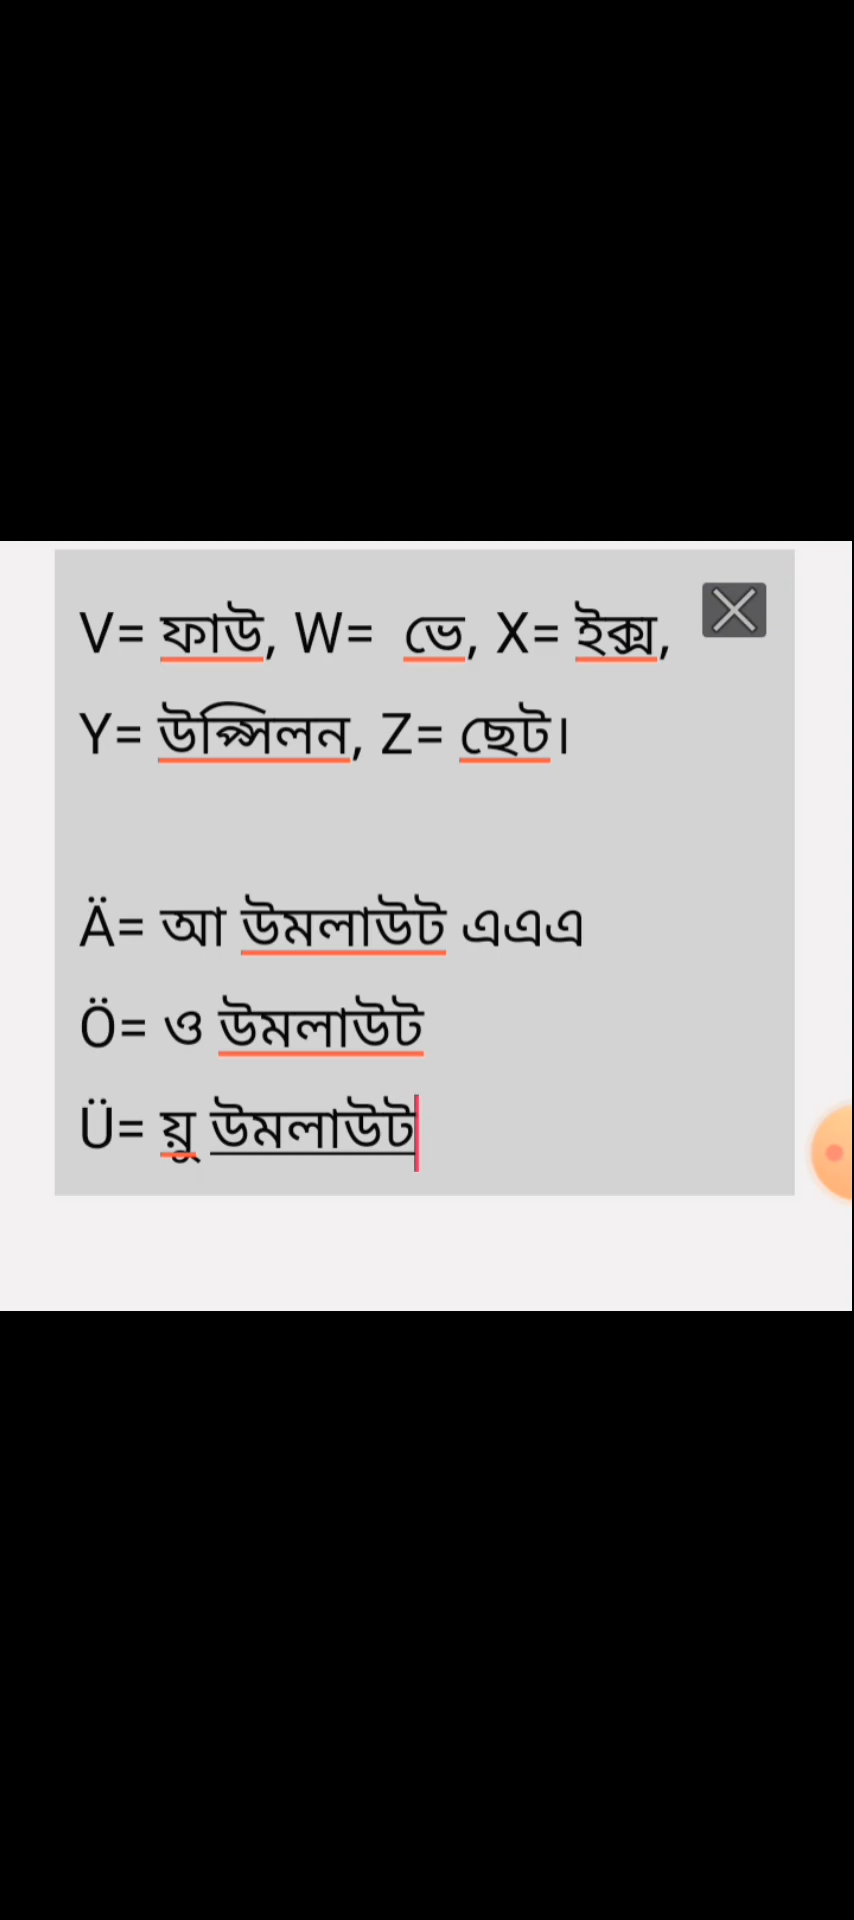 V= ফাউ, W=  ভে, X= ইক্স,
Y= উপ্সিলন, Z= ছেট।
Ä= আ উমলাউট এএএ
Ö= ও উমলাউট
Ü= য়ু উমলাউট